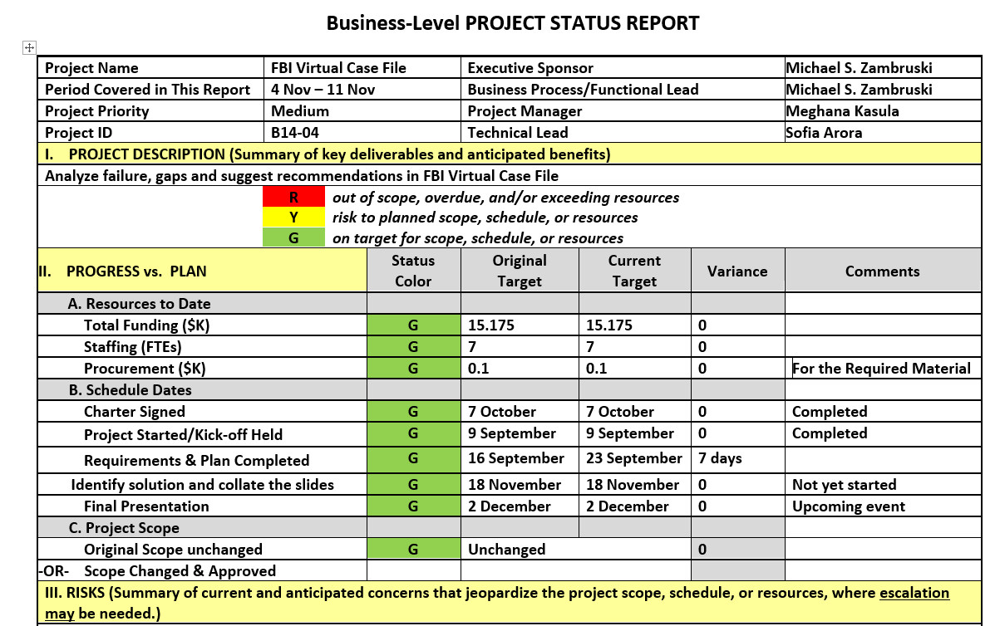 Business-Level PROJECT STATUS REPORT
Project Name FBI Virtual Case File Executive Sponsor Michael S. Zambruski
Period Covered in This Report 4 Nov – 11 Nov Business Process/Functional Lead Michael S. Zambruski
Project Priority Medium Project Manager Meghana Kasula
Project ID B14-04 Technical Lead Sofia Arora
I. PROJECT DESCRIPTION (Summary of key deliverables and anticipated benefits)
Analyze failure, gaps and suggest recommendations in FBI Virtual Case File
R out of scope, overdue, and/or exceeding resources
Y risk to planned scope, schedule, or resources
G on target for scope, schedule, or resources
II. PROGRESS vs. PLAN Status Color Original Target Current Target Variance Comments
A. Resources to Date
Total Funding ($K) G 15.175 15.175 0
Staffing (FTEs) G 7 7 0
Procurement ($K) G 0.1 0.1 0 For the Required Material
B. Schedule Dates
Charter Signed G 7 October 7 October 0 Completed
Project Started/Kick-off Held G 9 September 9 September 0 Completed
Requirements & Plan Completed G 16 September 23 September 7 days
Identify solution and collate the slides G 18 November 18 November 0 Not yet started
Final Presentation G 2 December 2 December 0 Upcoming event
C. Project Scope
Original Scope unchanged G Unchanged 0
-OR- Scope Changed & Approved
III. RISKS (Summary of current and anticipated concerns that jeopardize the project scope, schedule, or resources, where escalation
may be needed.)